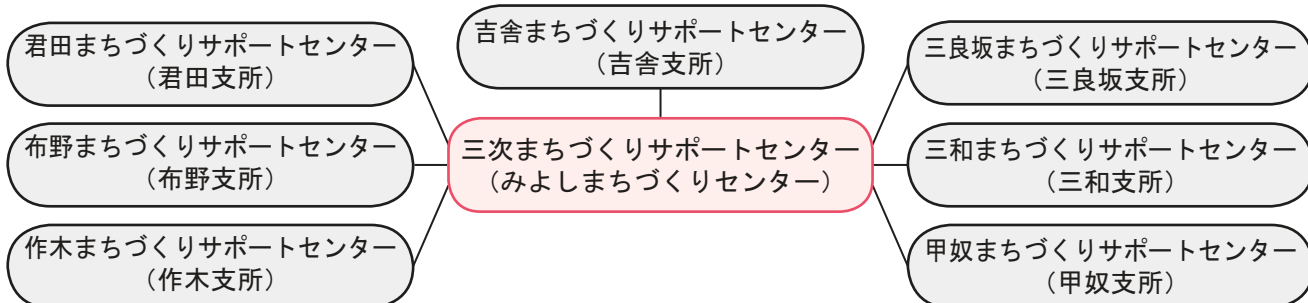 君田まちづくりサポートセンター
（君田支所）
吉舎まちづくりサポートセンター
（吉舎支所）
三良坂まちづくりサポートセンター
（三良坂支所）
布野まちづくりサポートセンター
（布野支所）
三次まちづくりサポートセンター
（みよしまちづくりセンター）
三和まちづくりサポートセンター
（三和支所）
作木まちづくりサポートセンター
（作木支所）
甲奴まちづくりサポートセンター
（甲奴支所）